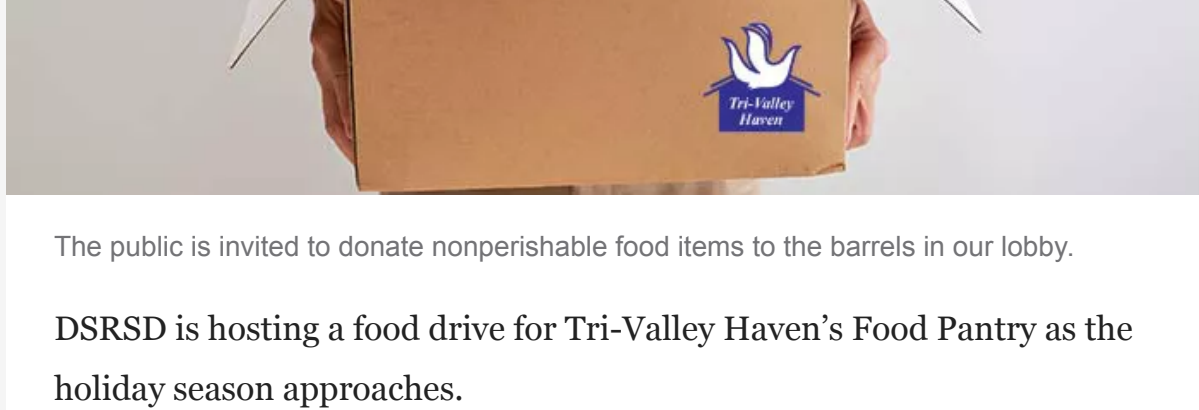 Tri-Valley
Haven
The public is invited to donate nonperishable food items to the barrels in our lobby.
DSRSD is hosting a food drive for Tri-Valley Haven’s Food Pantry as the
holiday season approaches.